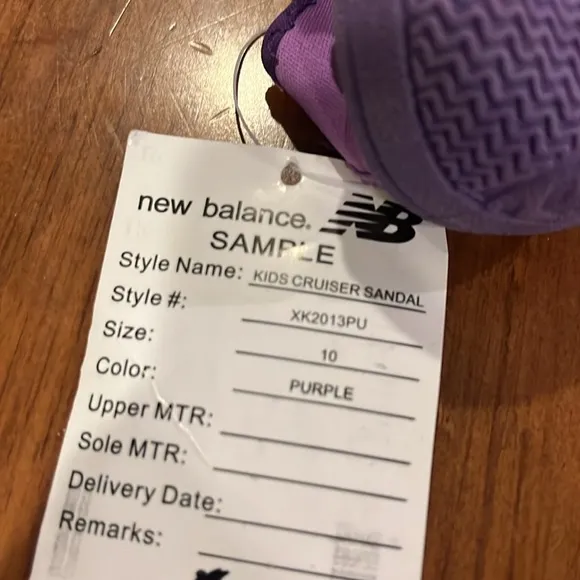 new balance. NB
SAMPLE
Style Name: KIDS CRUISER SANDAL
Style #: XK2013PU
Size: 10
Color: PURPLE
Upper MTR:
Sole MTR:
Delivery Date:
Remarks: